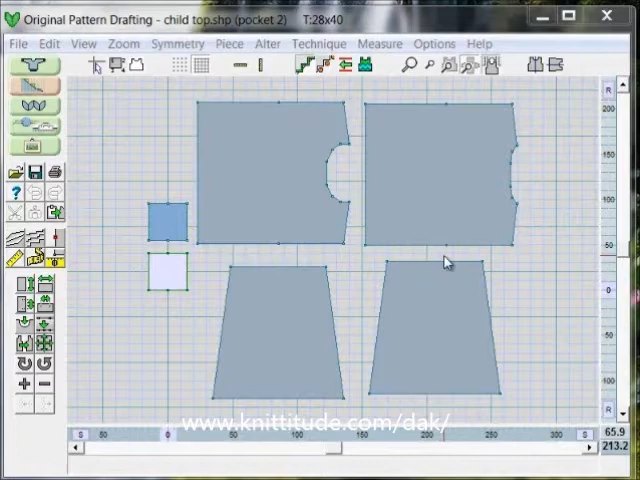 Original Pattern Drafting - child top.shp (pocket 2) T:28x40
File Edit View Zoom Symmetry Piece Alter Technique Measure Options Help
R
200
150
100
50
0
50
100
R
www.knittitude.com/dak/
S 50 0 50 100 150 200 250 300 S
65.9
213.2